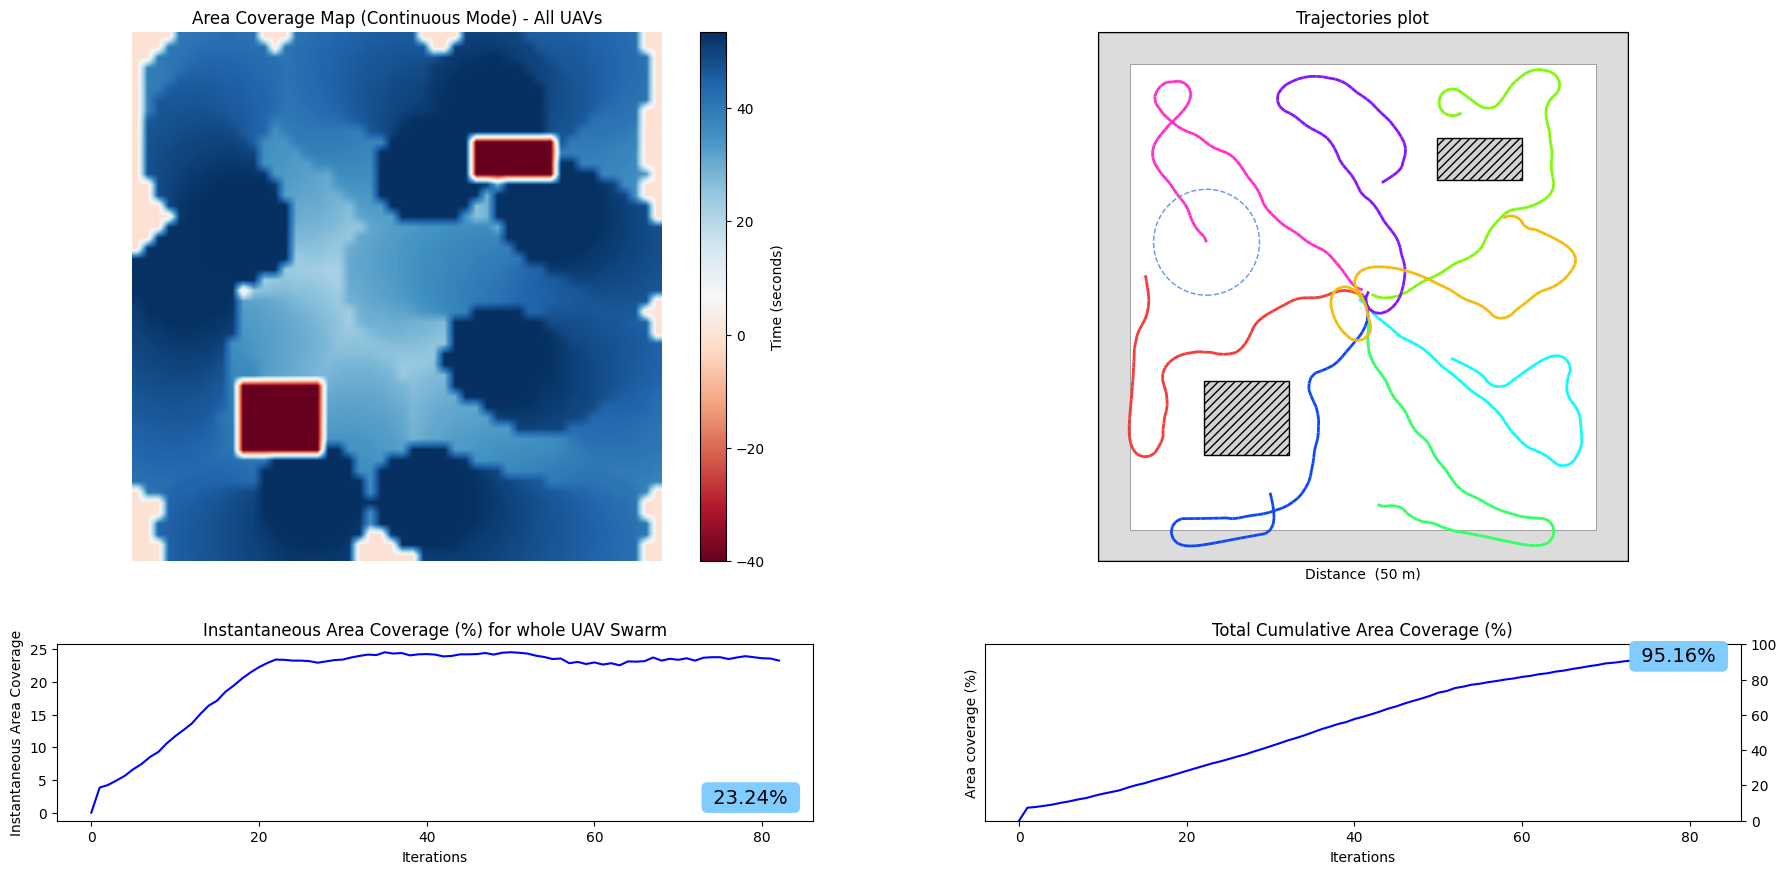 Area Coverage Map (Continuous Mode) - All UAVs
40
20
0
−20
−40
Time (seconds)
Trajectories plot
Distance  (50 m)
Instantaneous Area Coverage (%) for whole UAV Swarm
Instantaneous Area Coverage
25
20
15
10
5
0
23.24%
0 20 40 60 80
Iterations
Total Cumulative Area Coverage (%)
Area coverage (%)
95.16%
100
80
60
40
20
0
0 20 40 60 80
Iterations